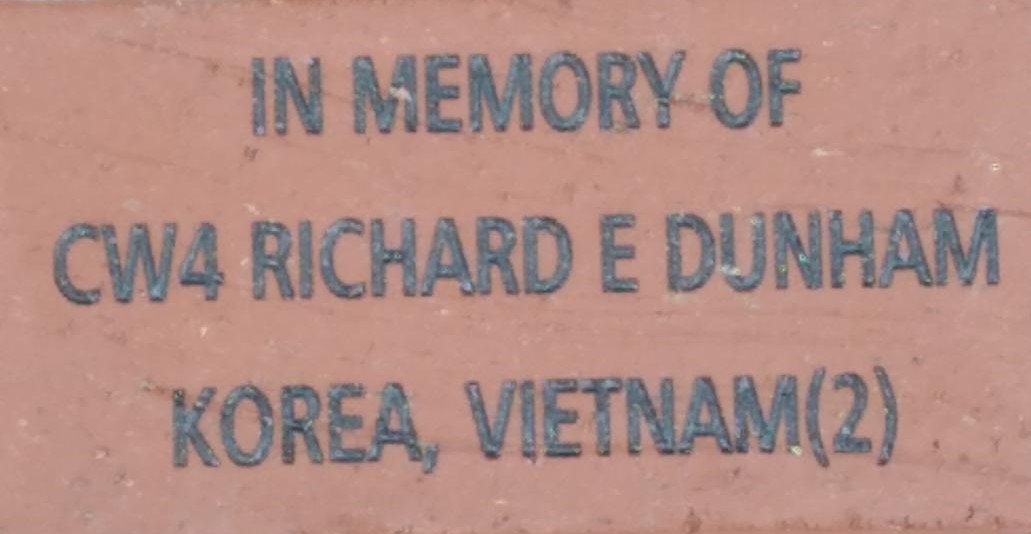 IN MEMORY OF
CW4 RICHARD E DUNHAM
KOREA, VIETNAM(2)